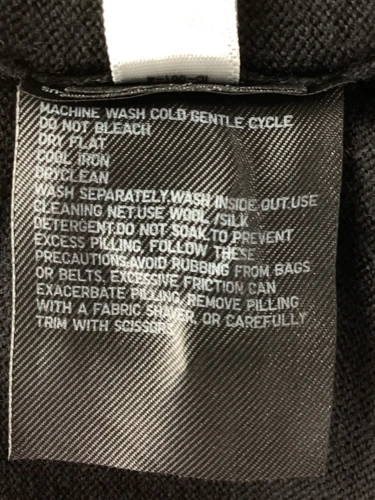 MACHINE WASH COLD GENTLE CYCLE
DO NOT BLEACH
DRY FLAT
COOL IRON
DRYCLEAN
WASH SEPARATELY.WASH INSIDE OUT.USE
CLEANING NET.USE WOOL /SILK
DETERGENT.DO NOT SOAK.TO PREVENT
EXCESS PILLING, FOLLOW THESE
PRECAUTIONS.AVOID RUBBING FROM BAGS
OR BELTS. EXCESSIVE FRICTION CAN
EXACERBATE PILLING. REMOVE PILLING
WITH A FABRIC SHAVER, OR CAREFULLY
TRIM WITH SCISSORS